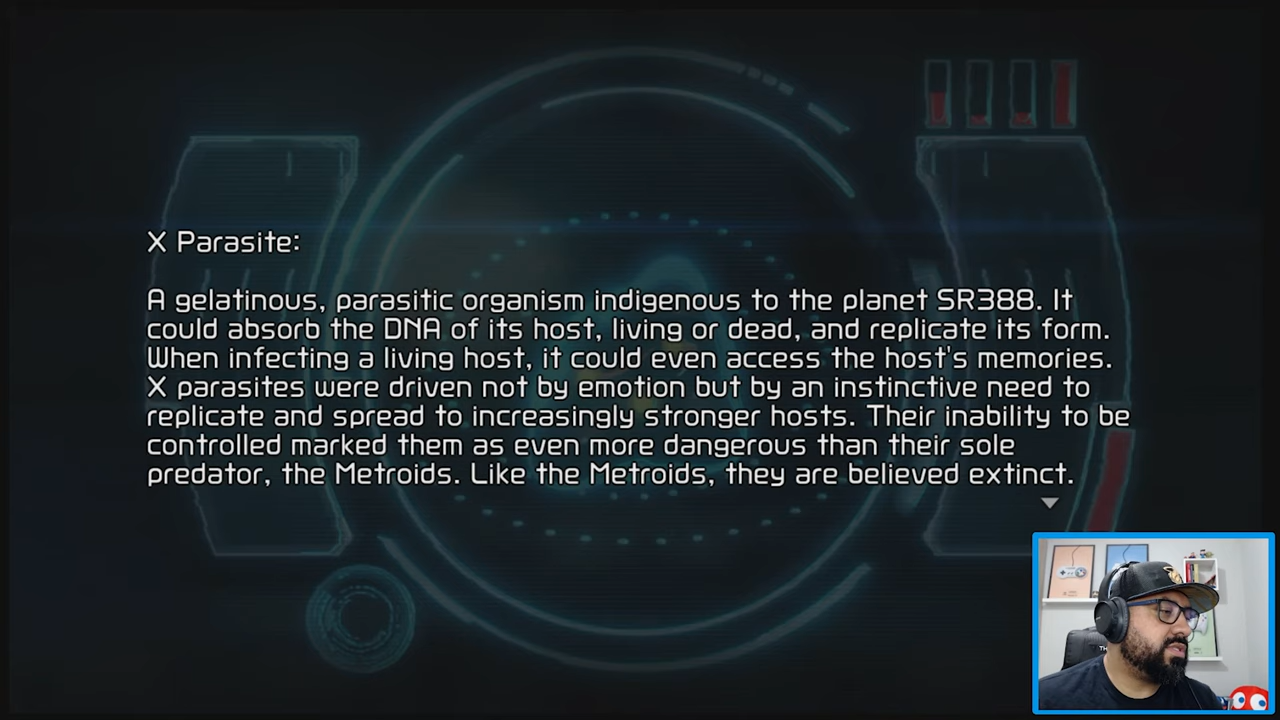 X Parasite:
A gelatinous, parasitic organism indigenous to the planet SR388. It
could absorb the DNA of its host, living or dead, and replicate its form.
When infecting a living host, it could even access the host's memories.
X parasites were driven not by emotion but by an instinctive need to
replicate and spread to increasingly stronger hosts. Their inability to be
controlled marked them as even more dangerous than their sole
predator, the Metroids. Like the Metroids, they are believed extinct.